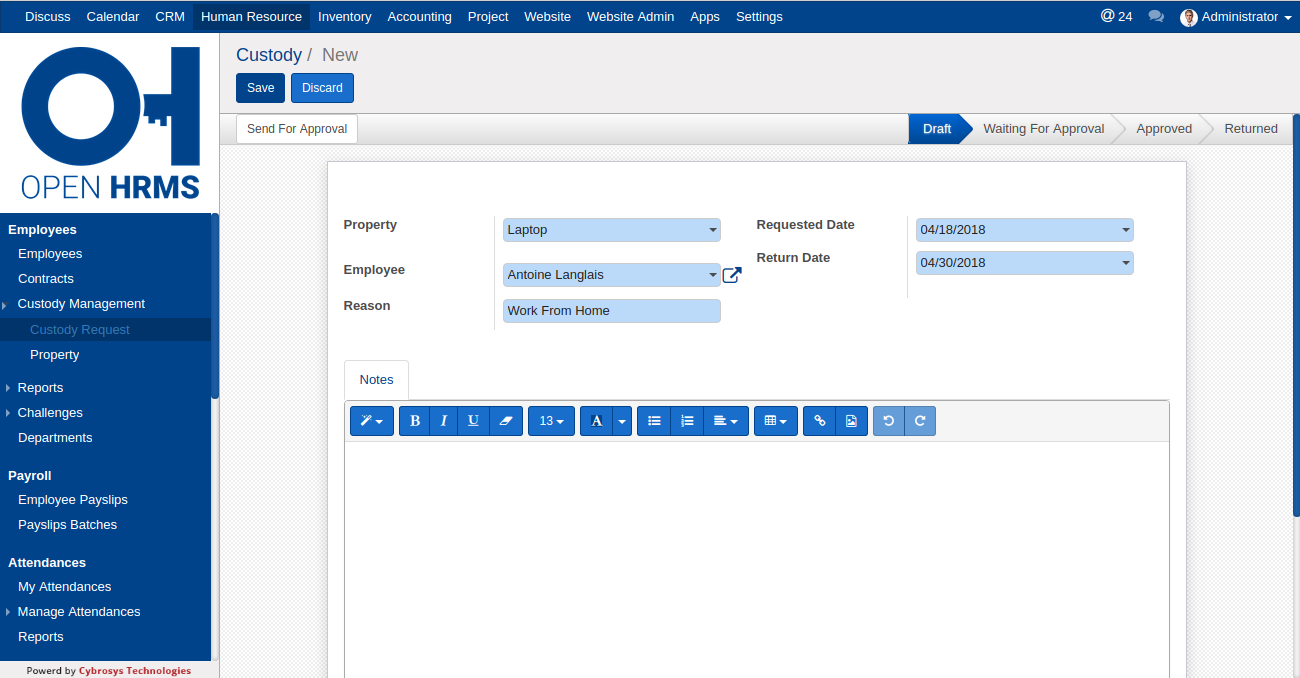 Discuss Calendar CRM Human Resource Inventory Accounting Project Website Website Admin Apps Settings @ 24 Administrator
OPEN HRMS
Employees
Employees
Contracts
Custody Management
Custody Request
Property
Reports
Challenges
Departments
Payroll
Employee Payslips
Payslips Batches
Attendances
My Attendances
Manage Attendances
Reports
Powerd by Cybrosys Technologies
Custody / New
Save Discard
Send For Approval Draft Waiting For Approval Approved Returned
Property Laptop Requested Date 04/18/2018
Return Date 04/30/2018
Employee Antoine Langlais
Reason Work From Home
Notes
B I U 13 A